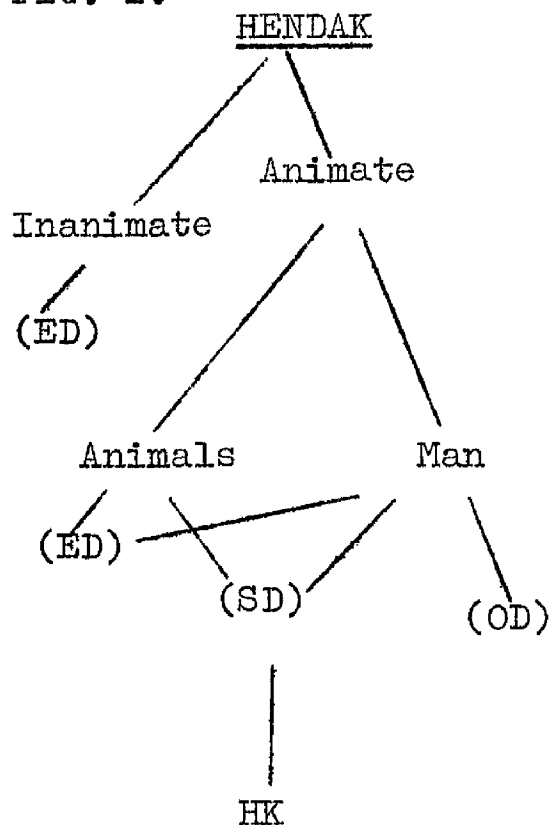 HENDAK
Animate
Inanimate
(ED)
Animals Man
(ED)
(SD)
(OD)
HK